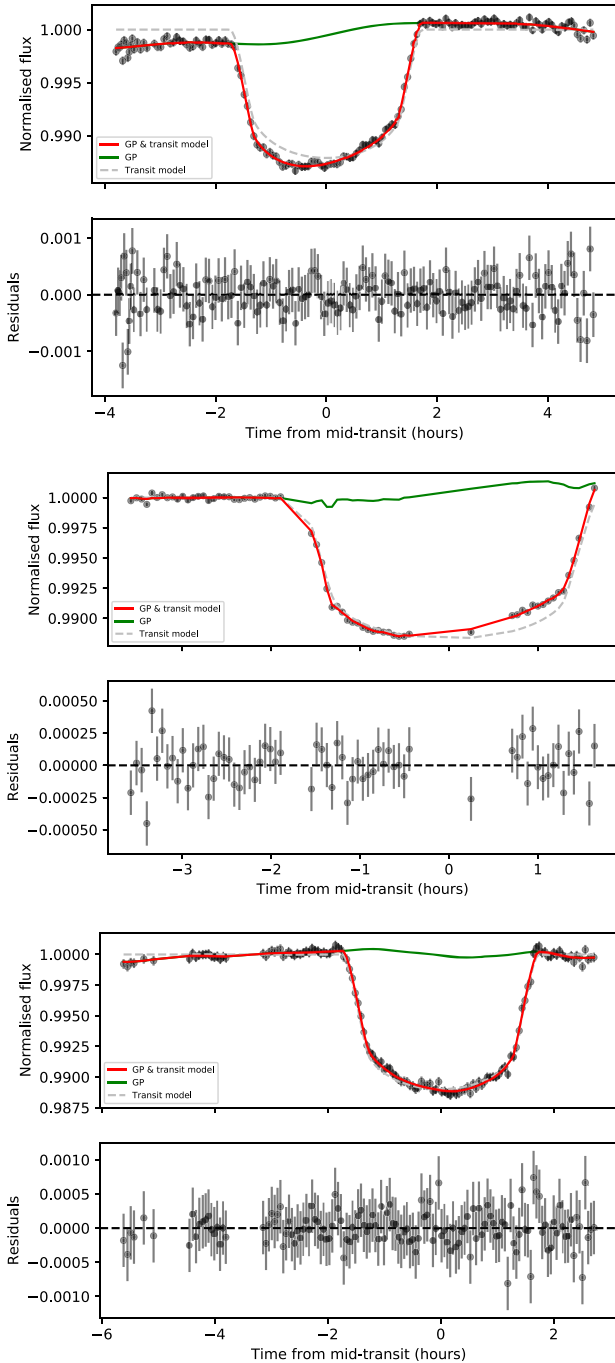 1.000
0.995
0.990
Normalised flux
GP & transit model
GP
Transit model
0.001
0.000
−0.001
Residuals
−4 −2 0 2 4
Time from mid-transit (hours)
1.0000
0.9975
0.9950
0.9925
0.9900
Normalised flux
GP & transit model
GP
Transit model
0.00050
0.00025
0.00000
−0.00025
−0.00050
Residuals
−3 −2 −1 0 1
Time from mid-transit (hours)
1.0000
0.9975
0.9950
0.9925
0.9900
0.9875
Normalised flux
GP & transit model
GP
Transit model
0.0010
0.0005
0.0000
−0.0005
−0.0010
Residuals
−6 −4 −2 0 2
Time from mid-transit (hours)